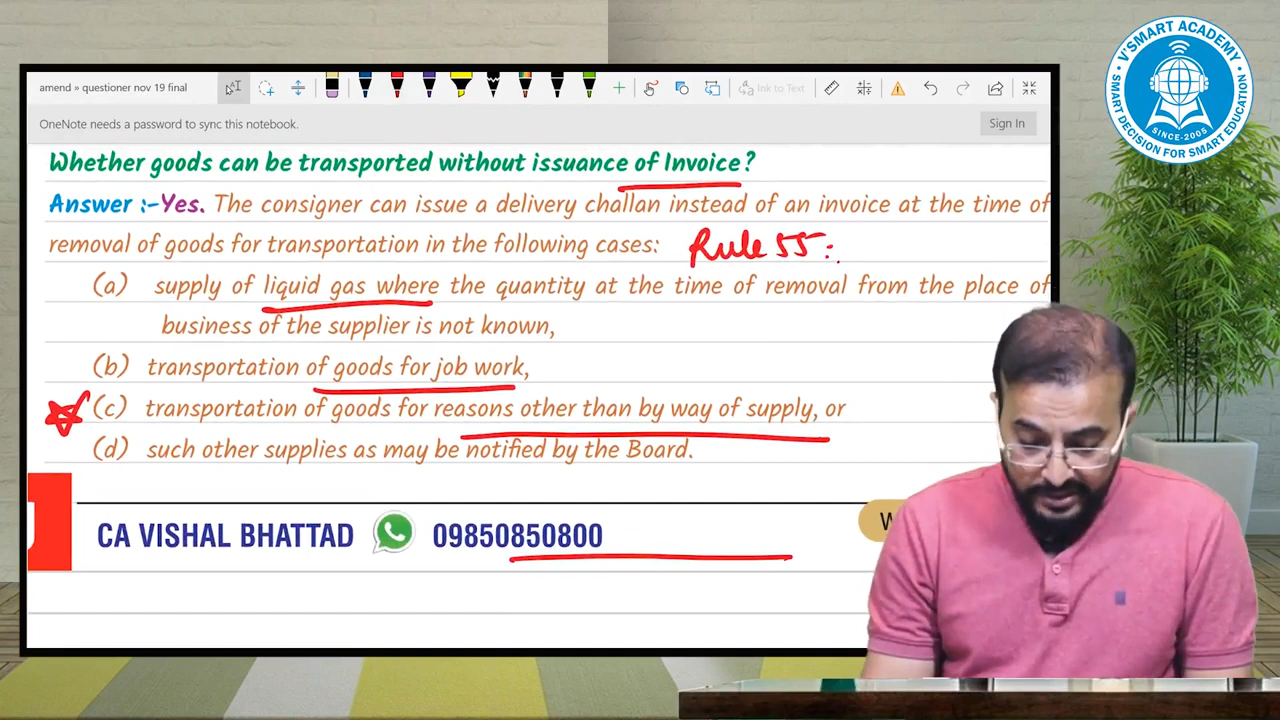 V'SMART ACADEMY
SMART DECISION FOR SMART EDUCATION
SINCE-2005
amend » questioner nov 19 final
Ink to Text
OneNote needs a password to sync this notebook.
Sign In
Whether goods can be transported without issuance of Invoice?
Answer :-Yes. The consigner can issue a delivery challan instead of an invoice at the time of
removal of goods for transportation in the following cases: Rule 55:
(a) supply of liquid gas where the quantity at the time of removal from the place of
business of the supplier is not known,
(b) transportation of goods for job work,
(c) transportation of goods for reasons other than by way of supply, or
(d) such other supplies as may be notified by the Board.
CA VISHAL BHATTAD 09850850800